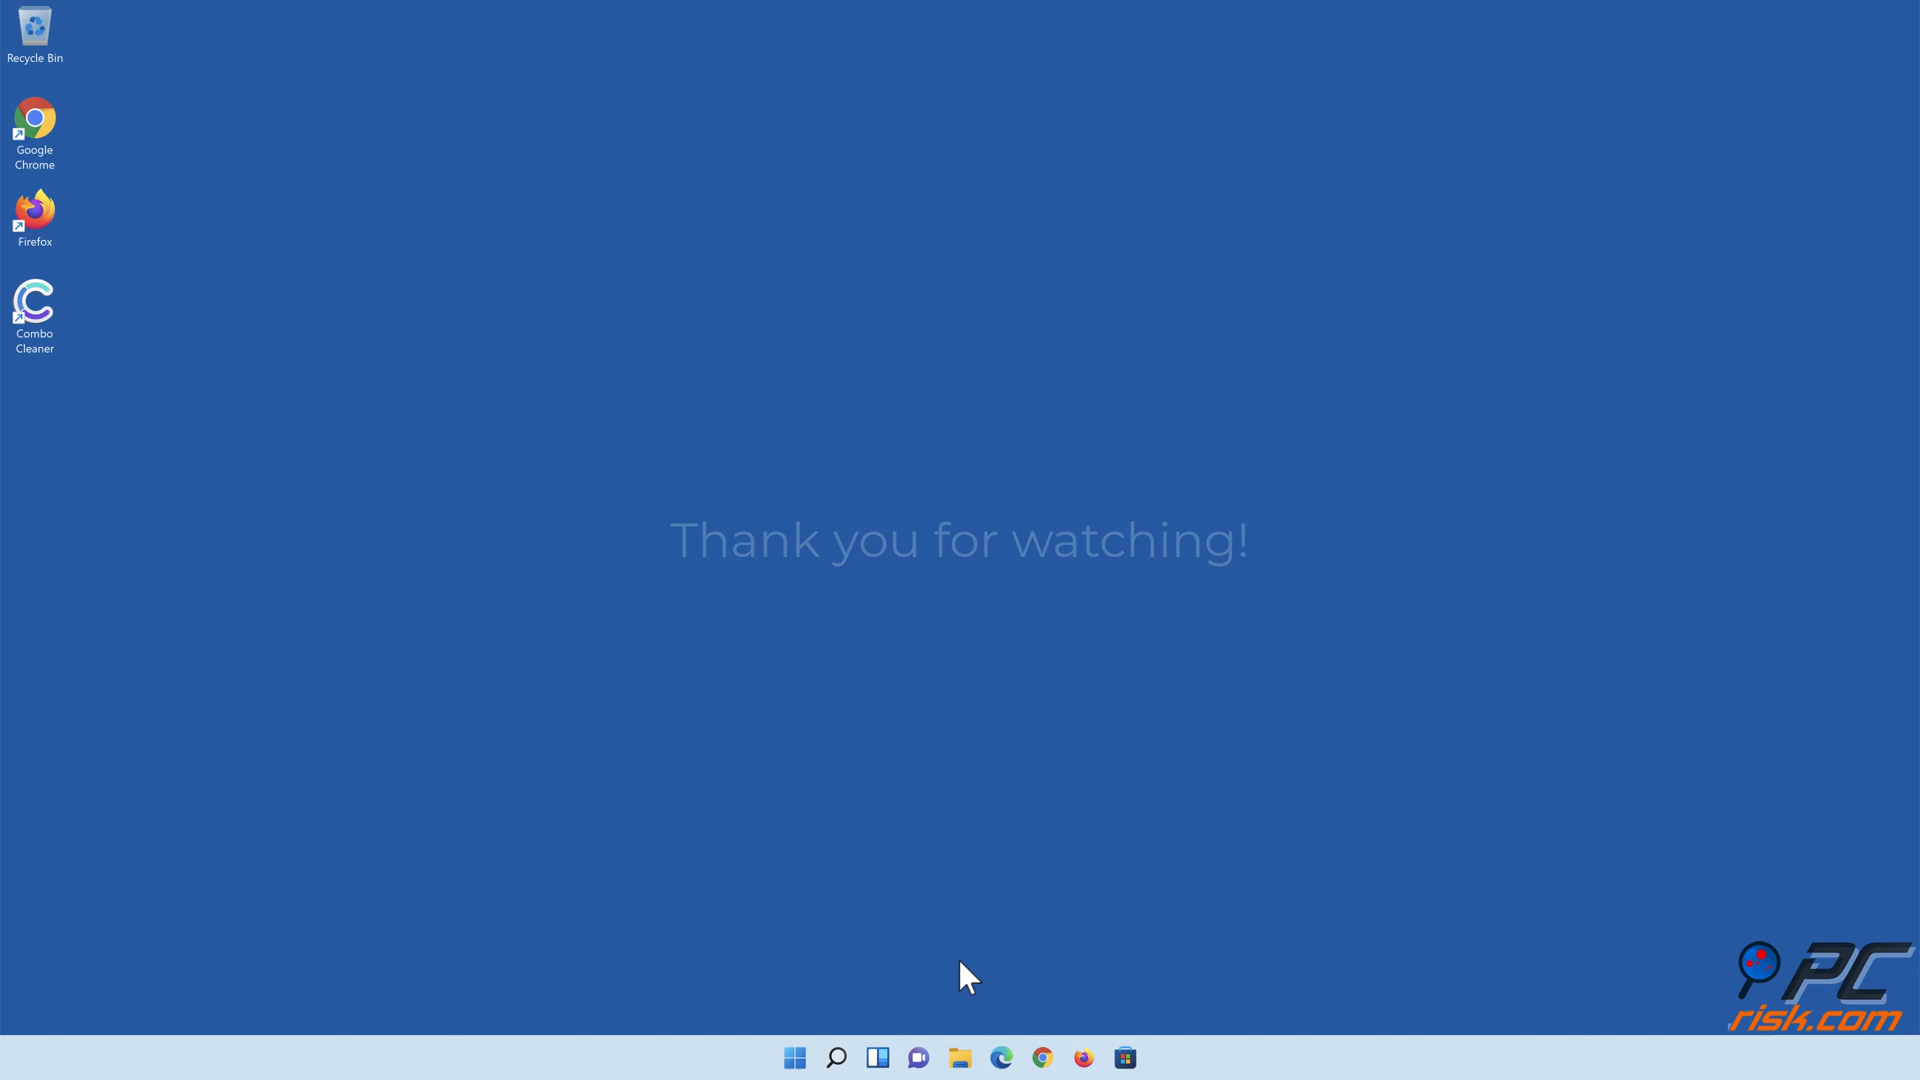 Recycle Bin
Google
Chrome
Firefox
Combo
Cleaner
Thank you for watching!
PC
risk.com